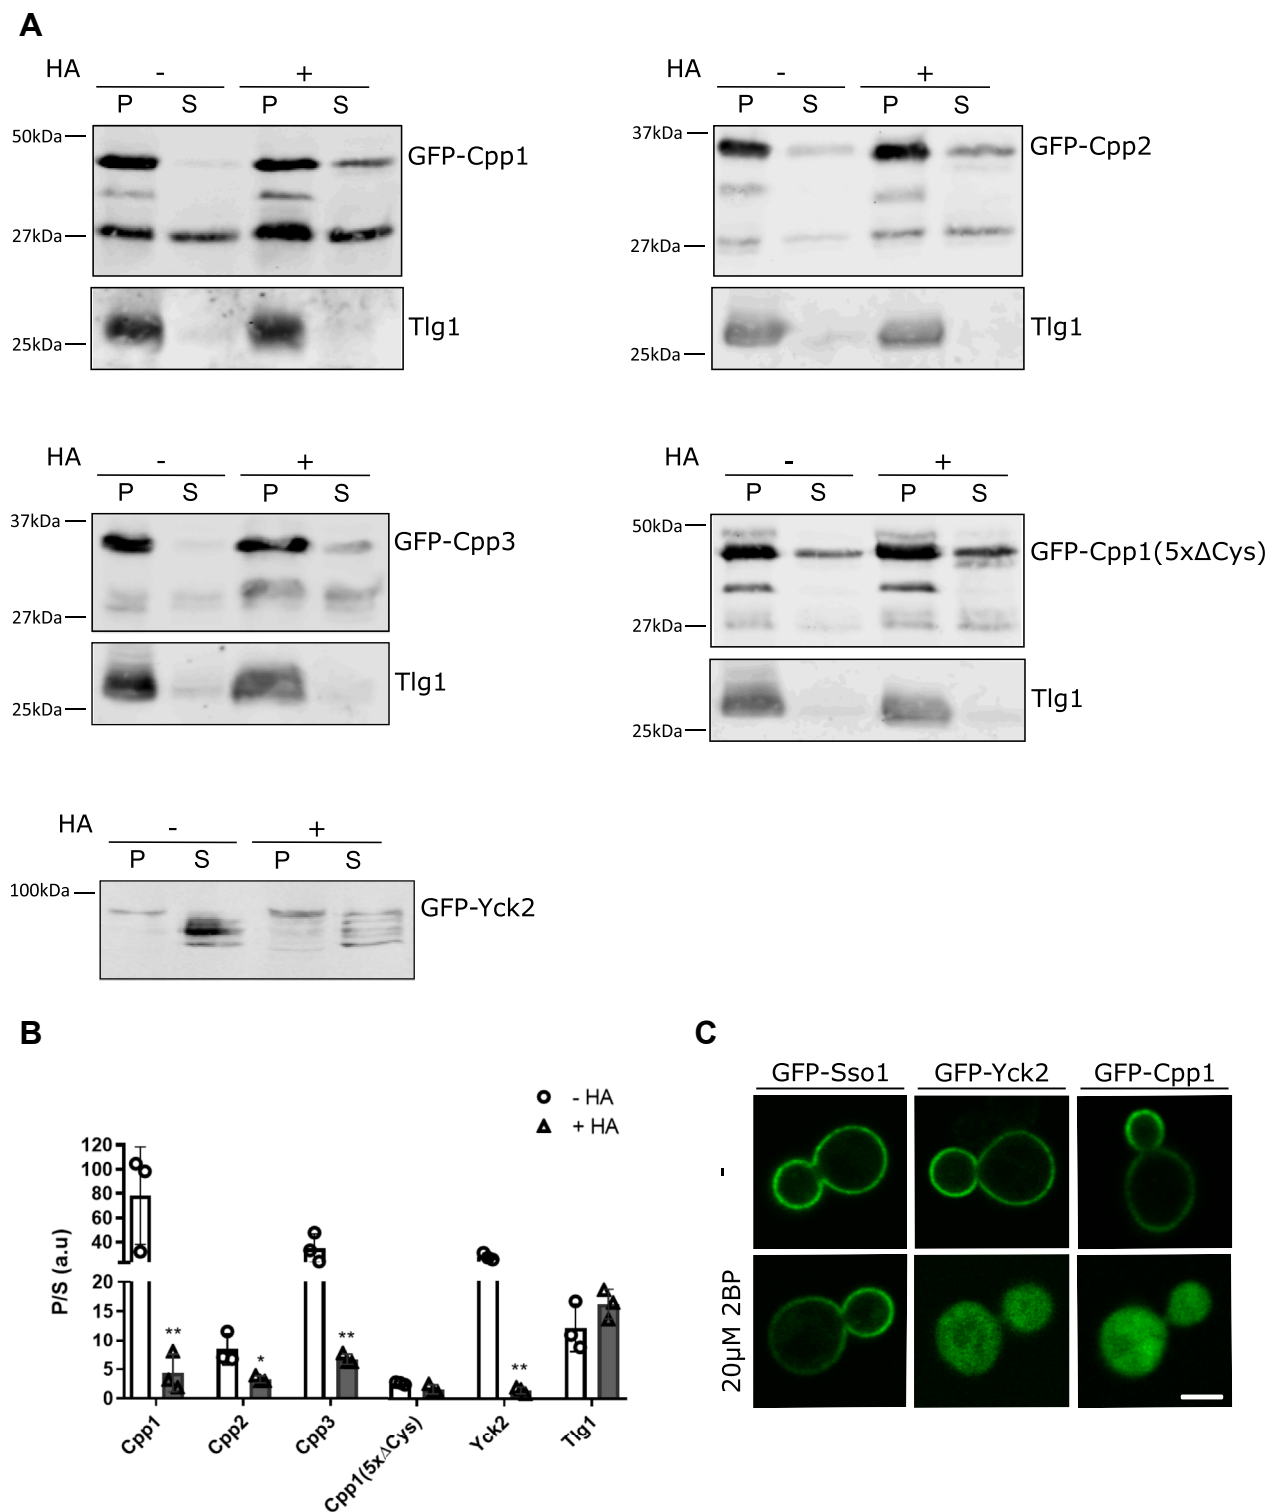 A
HA - +
P S P S
50kDa
GFP-Cpp1
27kDa
Tlg1
25kDa
HA - +
P S P S
37kDa
GFP-Cpp2
27kDa
Tlg1
25kDa
HA - +
P S P S
37kDa
GFP-Cpp3
27kDa
Tlg1
25kDa
HA - +
P S P S
50kDa
GFP-Cpp1(5xΔCys)
27kDa
Tlg1
25kDa
HA - +
P S P S
100kDa
GFP-Yck2
B
- HA
+ HA
P/S (a.u)
120
100
80
60
40
20
15
10
5
0
** * ** **
Cpp1 Cpp2 Cpp3 Cpp1(5xΔCys) Yck2 Tlg1
C
GFP-Sso1 GFP-Yck2 GFP-Cpp1
-
20µM 2BP